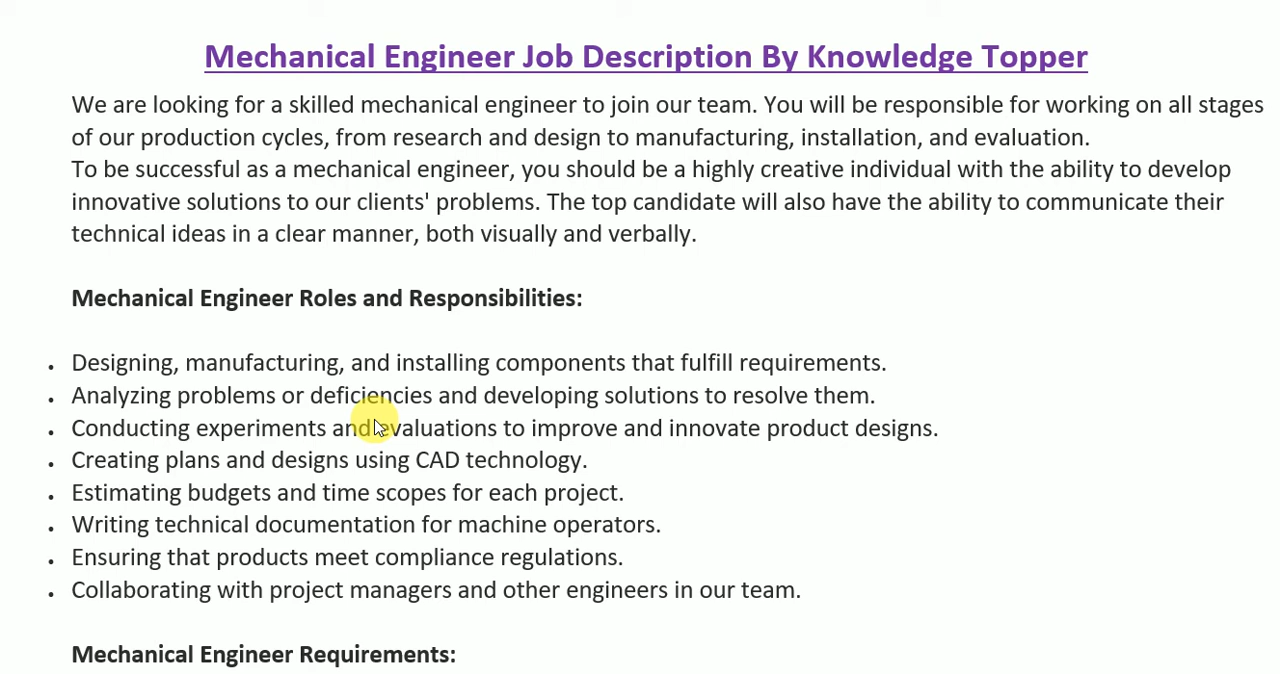 Mechanical Engineer Job Description By Knowledge Topper
We are looking for a skilled mechanical engineer to join our team. You will be responsible for working on all stages
of our production cycles, from research and design to manufacturing, installation, and evaluation.
To be successful as a mechanical engineer, you should be a highly creative individual with the ability to develop
innovative solutions to our clients' problems. The top candidate will also have the ability to communicate their
technical ideas in a clear manner, both visually and verbally.
Mechanical Engineer Roles and Responsibilities:
• Designing, manufacturing, and installing components that fulfill requirements.
• Analyzing problems or deficiencies and developing solutions to resolve them.
• Conducting experiments and evaluations to improve and innovate product designs.
• Creating plans and designs using CAD technology.
• Estimating budgets and time scopes for each project.
• Writing technical documentation for machine operators.
• Ensuring that products meet compliance regulations.
• Collaborating with project managers and other engineers in our team.
Mechanical Engineer Requirements: